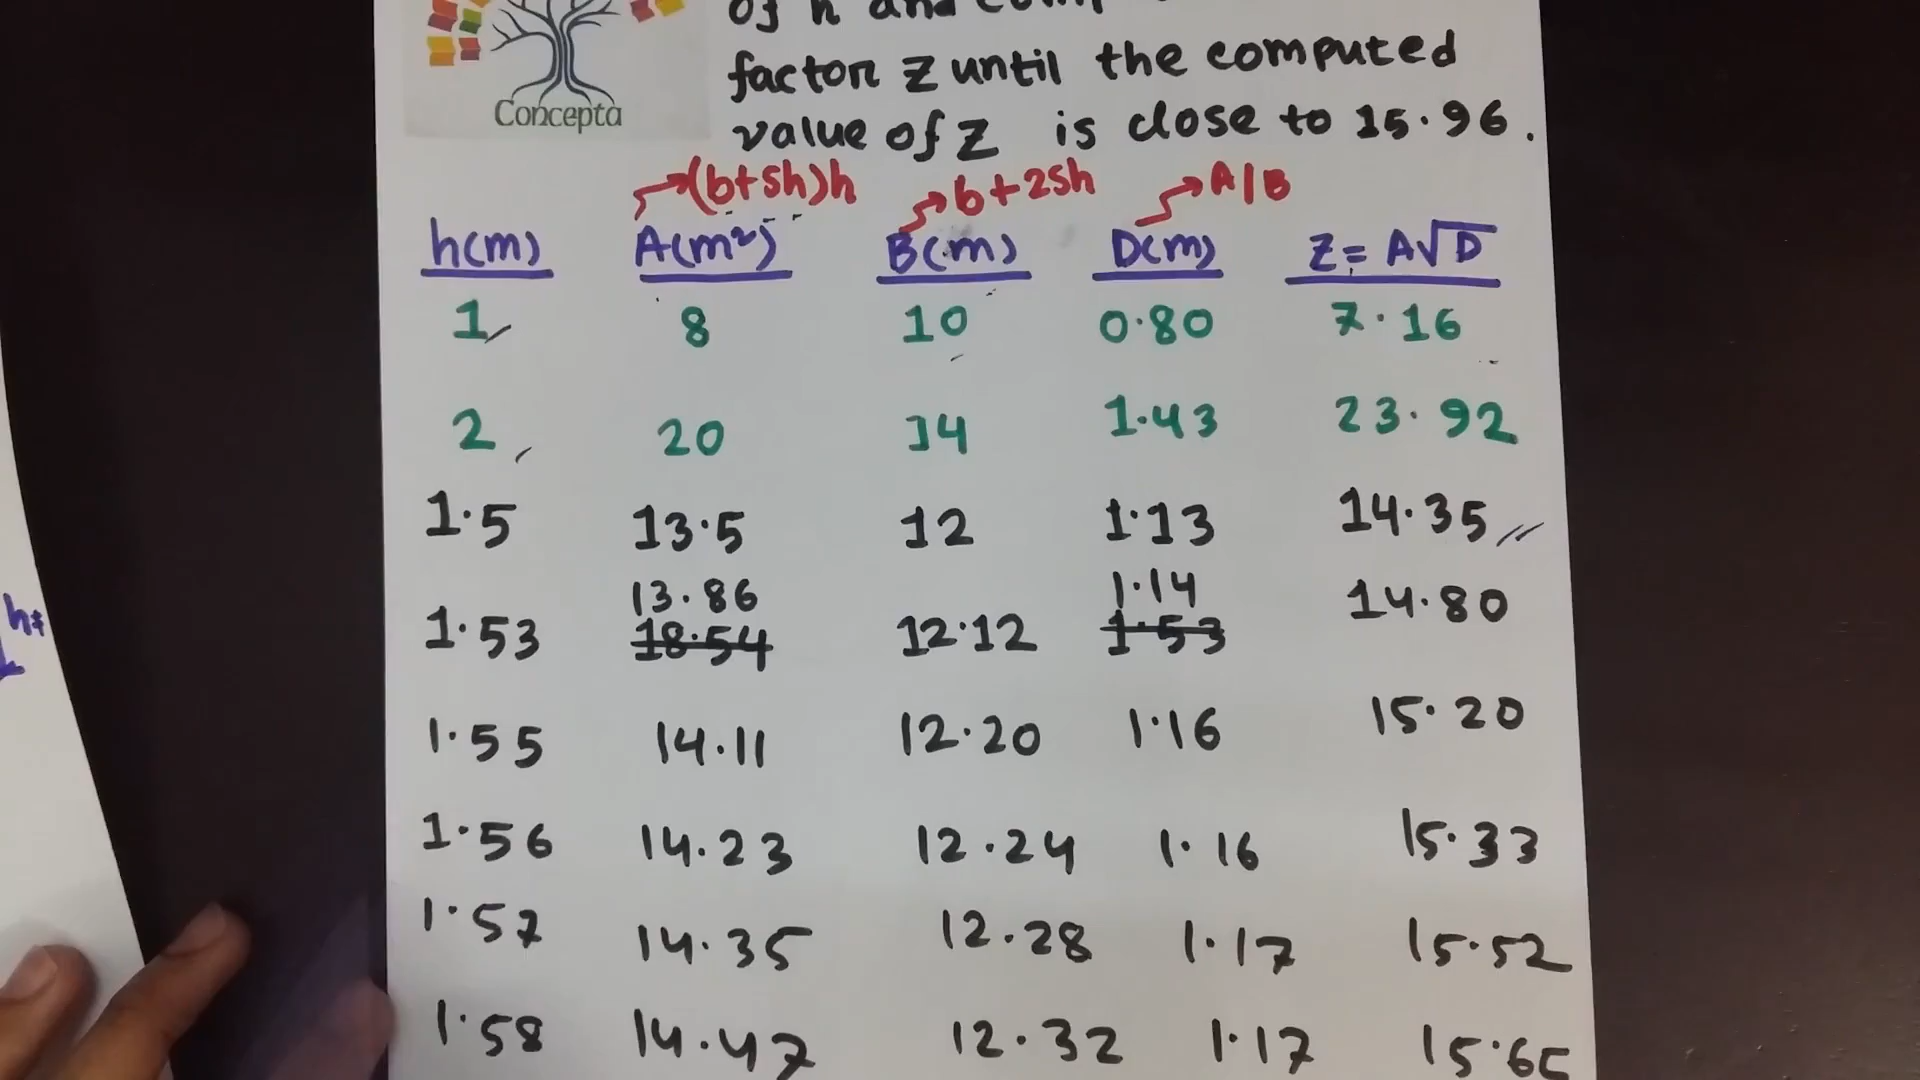 of h and
factor z until the computed
Concepta
value of z is close to 15.96.
(b+sh)h b+2sh A/B
h(m) A(m²) B(m) D(m) z= A√D
1 8 10 0.80 7.16
2 20 14 1.43 23.92
1.5 13.5 12 1.13 14.35
13.86 1.14
1.53 18.54 12.12 1.53 14.80
1.55 14.11 12.20 1.16 15.20
1.56 14.23 12.24 1.16 15.33
1.57 14.35 12.28 1.17 15.52
1.58 14.47 12.32 1.17